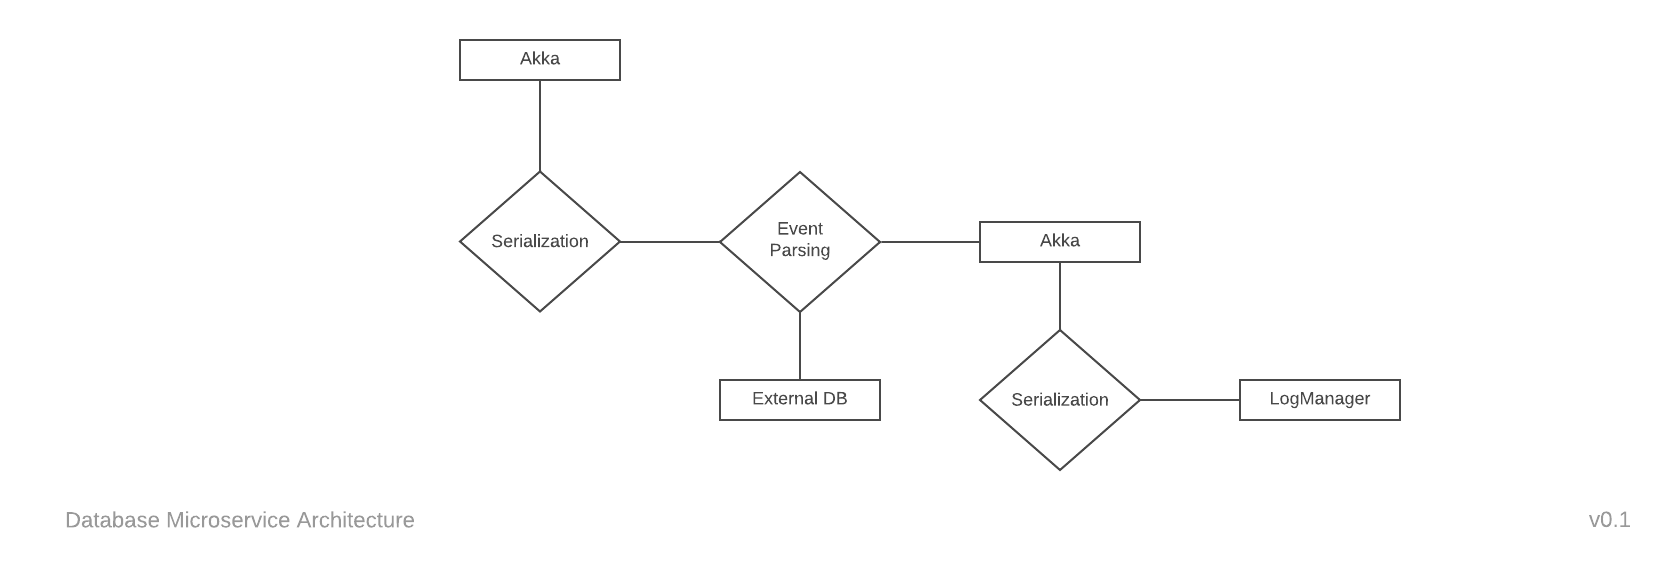 Akka
Serialization
Event
Parsing
Akka
External DB
Serialization
LogManager
Database Microservice Architecture
v0.1